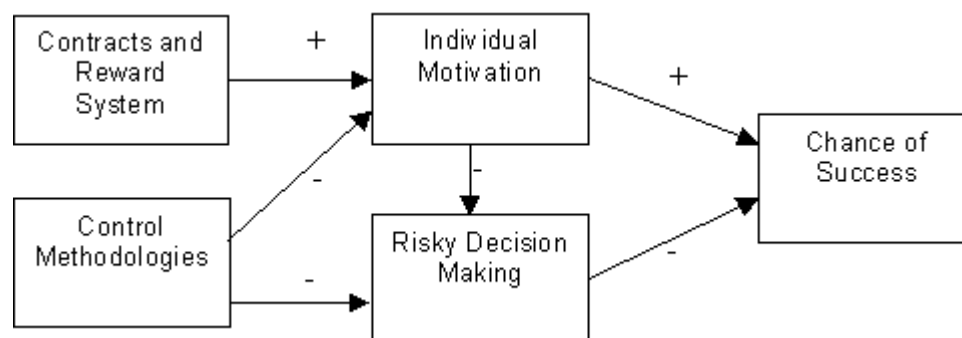 Contracts and
Reward
System
+
Individual
Motivation
+
Chance of
Success
-
-
Control
Methodologies
-
Risky Decision
Making
-